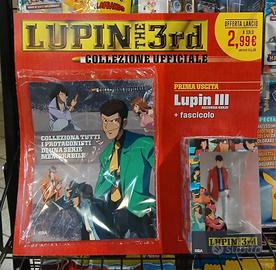 LUPIN THE 3rd
COLLEZIONE UFFICIALE
OFFERTA LANCIO
A SOLO
2,99€
PRIMA USCITA
Lupin III
+ fascicolo
COLLEZIONA TUTTI
I PROTAGONISTI
DI UNA SERIE
MEMORABILE
LUPIN THE 3rd